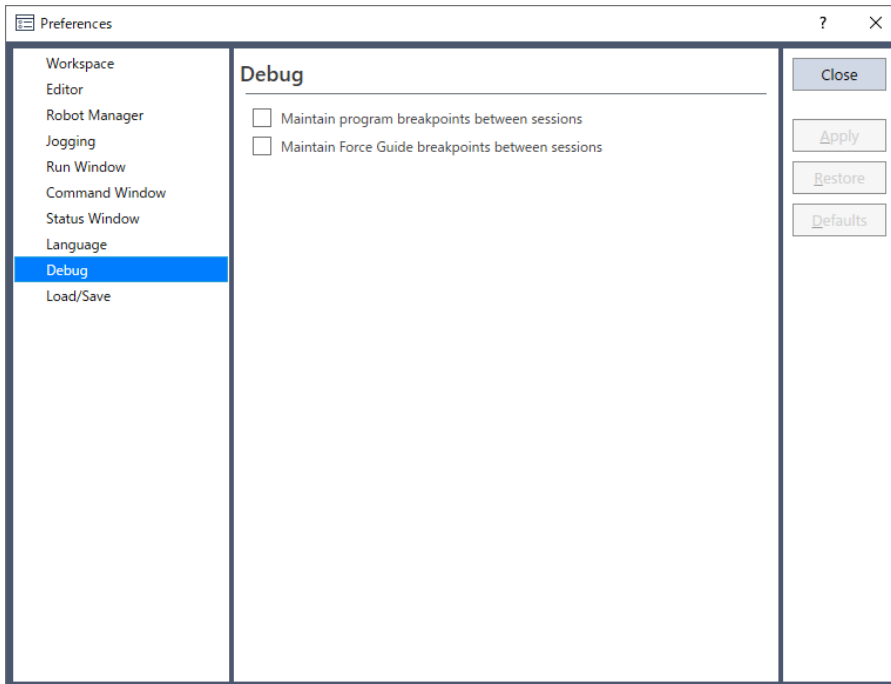 Preferences
?
Workspace
Editor
Robot Manager
Jogging
Run Window
Command Window
Status Window
Language
Debug
Load/Save
Debug
Maintain program breakpoints between sessions
Maintain Force Guide breakpoints between sessions
Close
Apply
Restore
Defaults